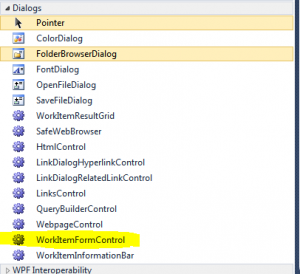 Dialogs
Pointer
ColorDialog
FolderBrowserDialog
FontDialog
OpenFileDialog
SaveFileDialog
WorkItemResultGrid
SafeWebBrowser
HtmlControl
LinkDialogHyperlinkControl
LinkDialogRelatedLinkControl
LinksControl
QueryBuilderControl
WebpageControl
WorkItemFormControl
WorkItemInformationBar
WPF Interoperability